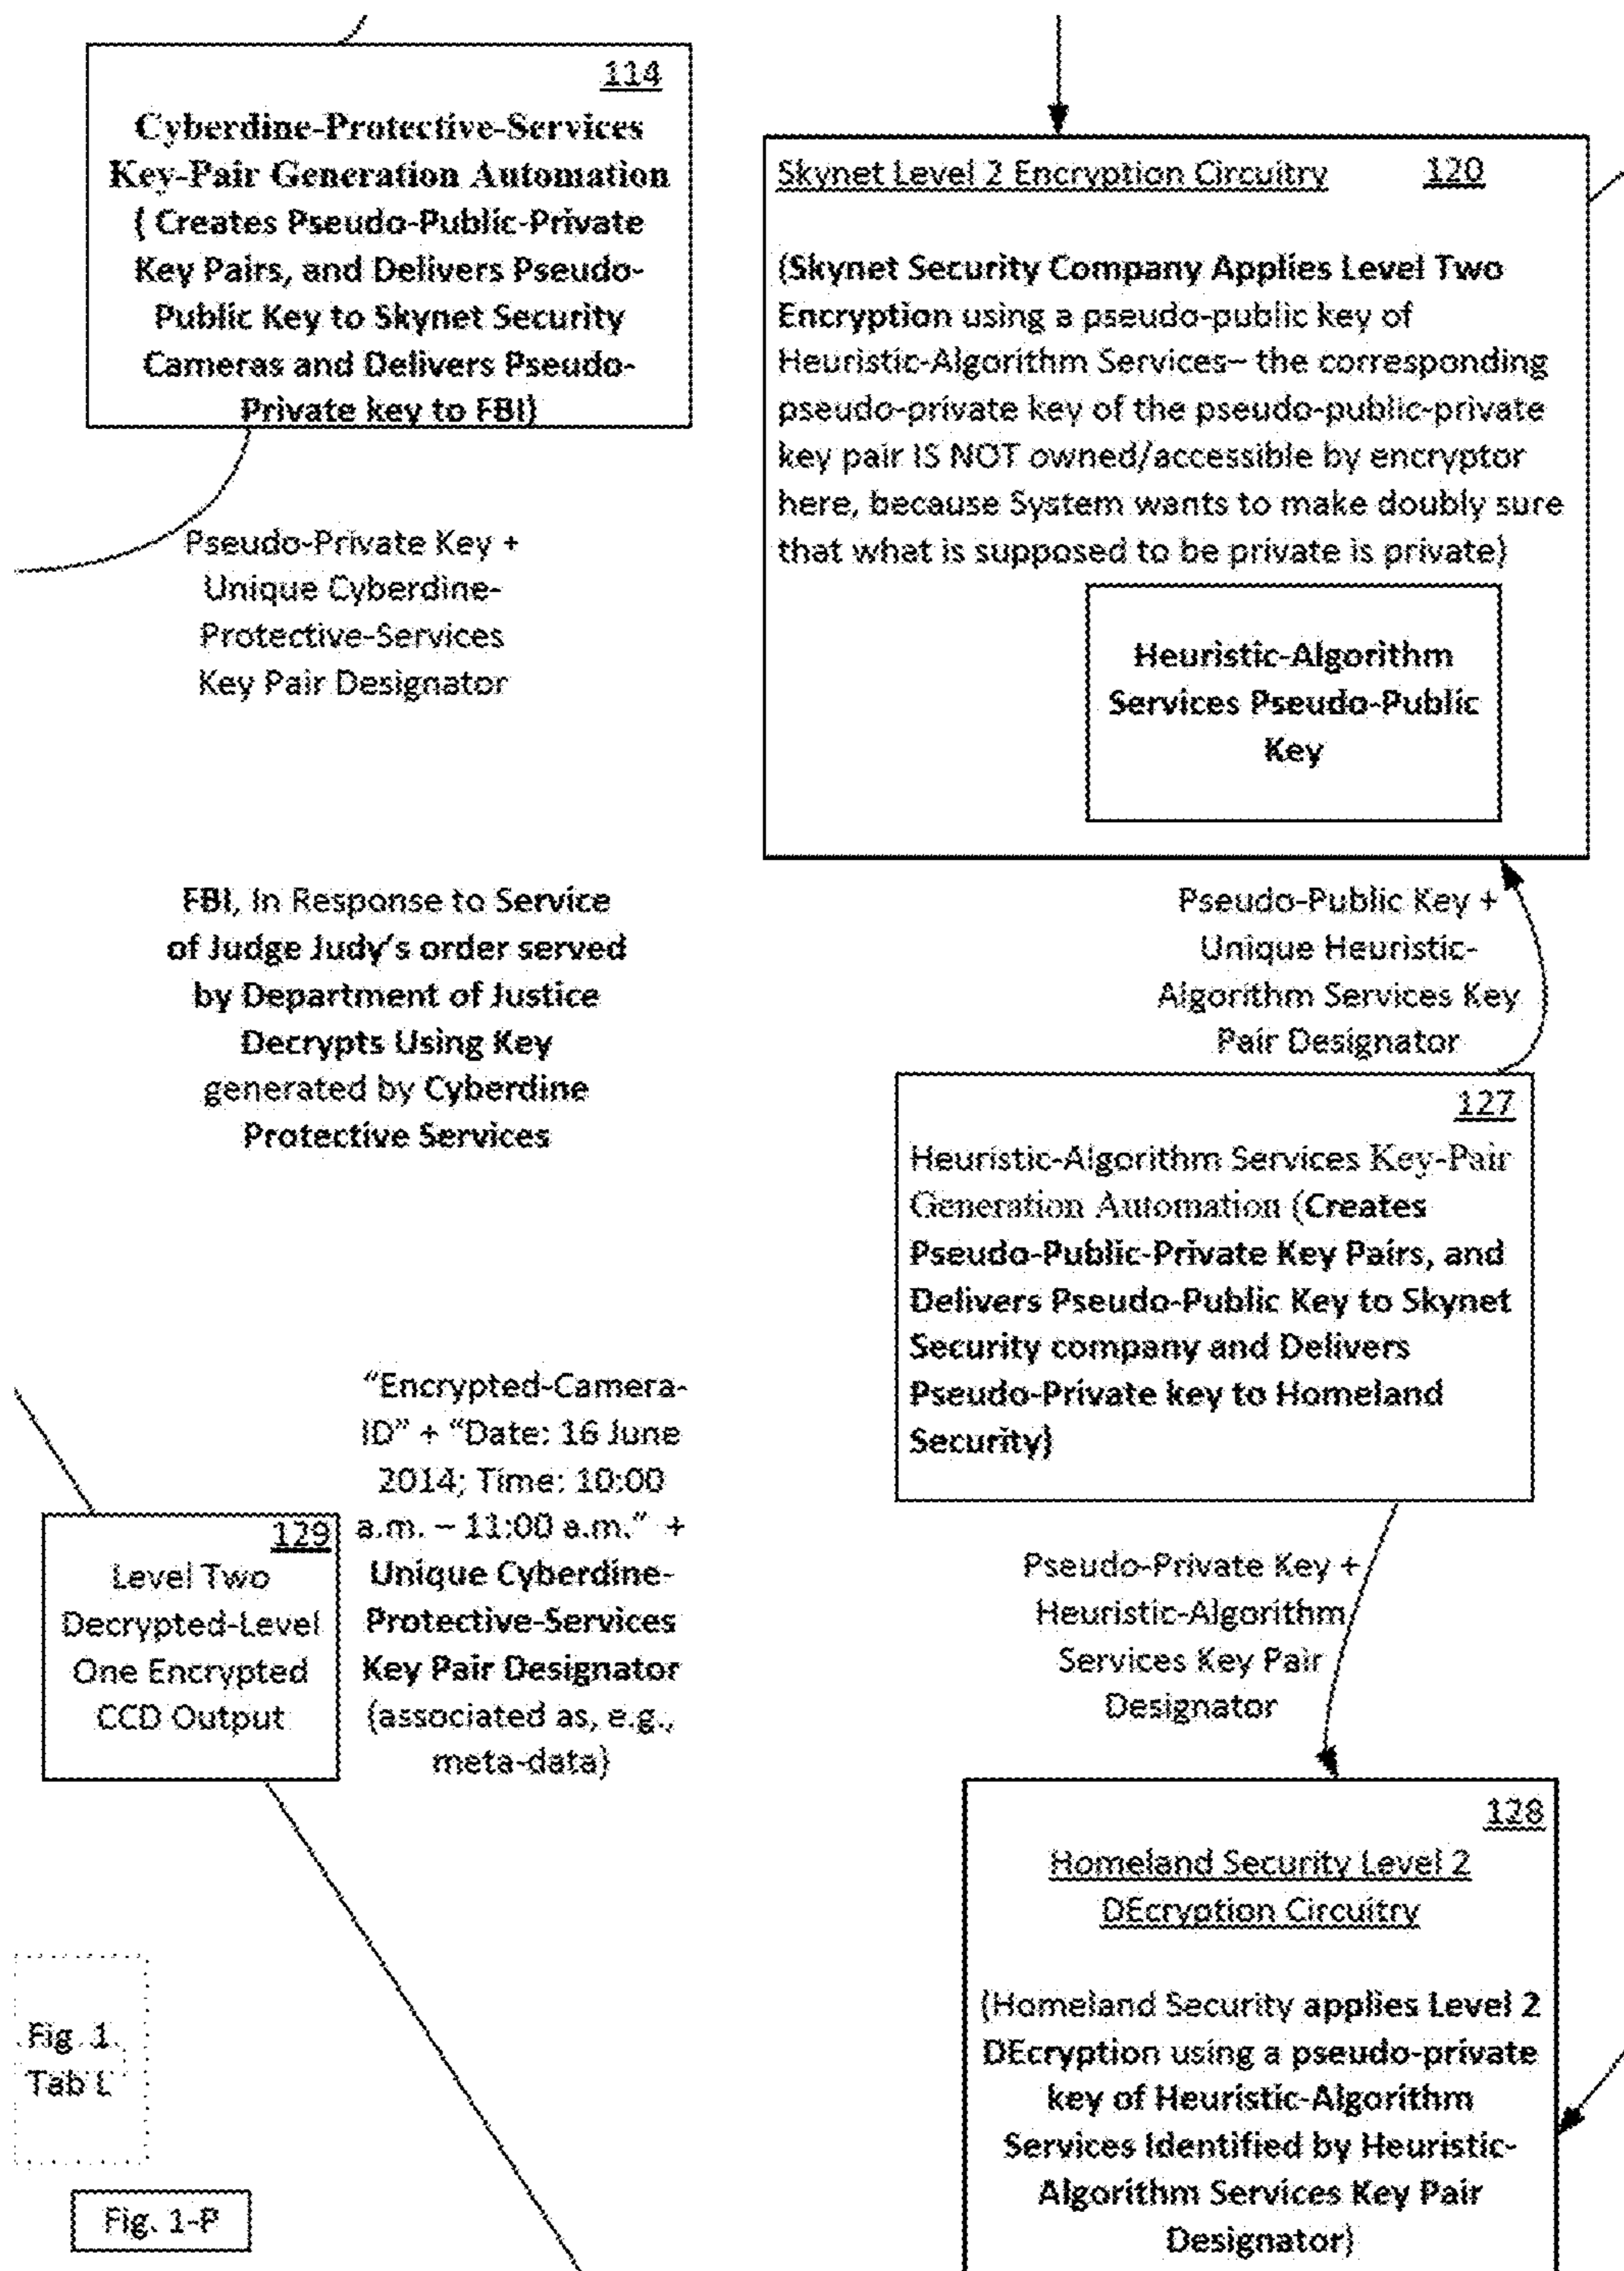 114
Cyberdine-Protective-Services
Key-Pair Generation Automation
( Creates Pseudo-Public-Private
Key Pairs, and Delivers Pseudo-
Public Key to Skynet Security
Cameras and Delivers Pseudo-
Private key to FBI)
Pseudo-Private Key +
Unique Cyberdine-
Protective-Services
Key Pair Designator
Skynet Level 2 Encryption Circuitry 120
(Skynet Security Company Applies Level Two
Encryption using a pseudo-public key of
Heuristic-Algorithm Services– the corresponding
pseudo-private key of the pseudo-public-private
key pair IS NOT owned/accessible by encryptor
here, because System wants to make doubly sure
that what is supposed to be private is private)
Heuristic-Algorithm
Services Pseudo-Public
Key
FBI, In Response to Service
of Judge Judy's order served
by Department of Justice
Decrypts Using Key
generated by Cyberdine
Protective Services
Pseudo-Public Key +
Unique Heuristic-
Algorithm Services Key
Pair Designator
127
Heuristic-Algorithm Services Key-Pair
Generation Automation (Creates
Pseudo-Public-Private Key Pairs, and
Delivers Pseudo-Public Key to Skynet
Security company and Delivers
Pseudo-Private key to Homeland
Security)
"Encrypted-Camera-
ID" + "Date: 16 June
2014; Time: 10:00
a.m. – 11:00 a.m." +
Unique Cyberdine-
Protective-Services
Key Pair Designator
(associated as, e.g.,
meta-data)
129
Level Two
Decrypted-Level
One Encrypted
CCD Output
Pseudo-Private Key +
Heuristic-Algorithm
Services Key Pair
Designator
128
Homeland Security Level 2
DEcryption Circuitry
(Homeland Security applies Level 2
DEcryption using a pseudo-private
key of Heuristic-Algorithm
Services Identified by Heuristic-
Algorithm Services Key Pair
Designator)
Fig. 1
Tab L
Fig. 1-P